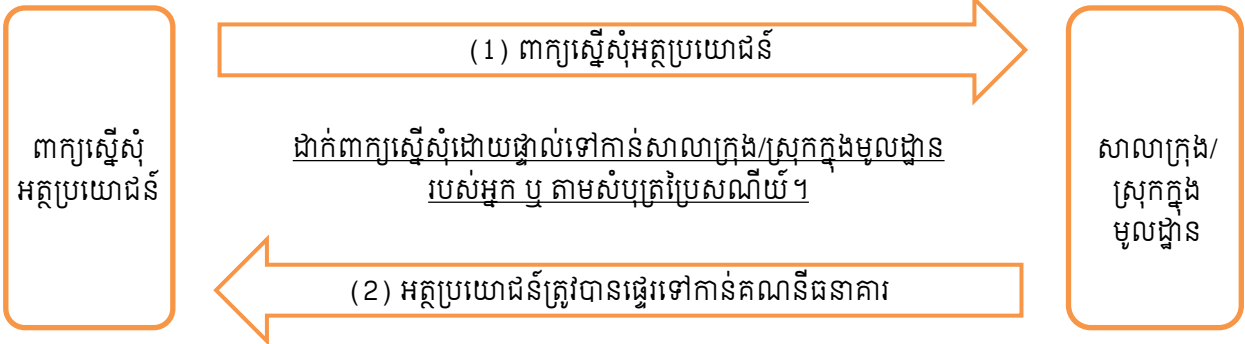 (1) ពាក្យស្នើសុំអត្ថប្រយោជន៍
ពាក្យស្នើសុំ
អត្ថប្រយោជន៍
ដាក់ពាក្យស្នើសុំដោយផ្ទាល់ទៅកាន់សាលាក្រុង/ស្រុកក្នុងមូលដ្ឋាន
របស់អ្នក ឬ តាមសំបុត្រប្រៃសណីយ៍។
សាលាក្រុង/
ស្រុកក្នុង
មូលដ្ឋាន
(2) អត្ថប្រយោជន៍ត្រូវបានផ្ទេរទៅកាន់គណនីធនាគារ